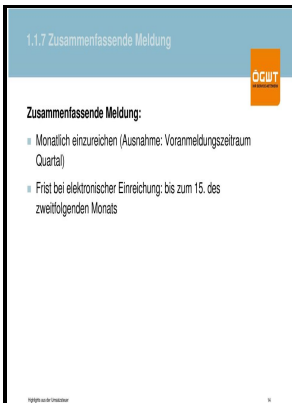 1.1.7 Zusammenfassende Meldung
ÖGWT
Zusammenfassende Meldung:
Monatlich einzureichen (Ausnahme: Voranmeldungszeitraum
Quartal)
Frist bei elektronischer Einreichung: bis zum 15. des
zweitfolgenden Monats
Highlights aus der Umsatzsteuer